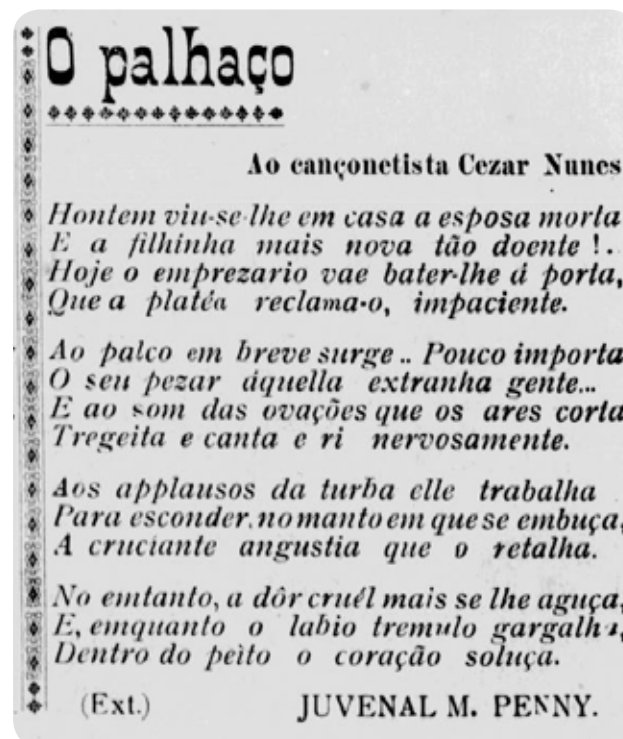 O palhaço
Ao cançonetista Cezar Nunes
Hontem viu-se-lhe em casa a esposa morta
E a filhinha mais nova tão doente !.
Hoje o emprezario vae bater-lhe á porta,
Que a platéa reclama-o, impaciente.
Ao palco em breve surge .. Pouco importa
O seu pezar áquella extranha gente...
E ao som das ovações que os ares corta
Tregeita e canta e ri nervosamente.
Aos applausos da turba elle trabalha
Para esconder, no manto em que se embuça,
A cruciante angustia que o retalha.
No emtanto, a dôr cruél mais se lhe aguça,
E, emquanto o labio tremulo gargalha,
Dentro do peito o coração soluça.
(Ext.) JUVENAL M. PENNY.